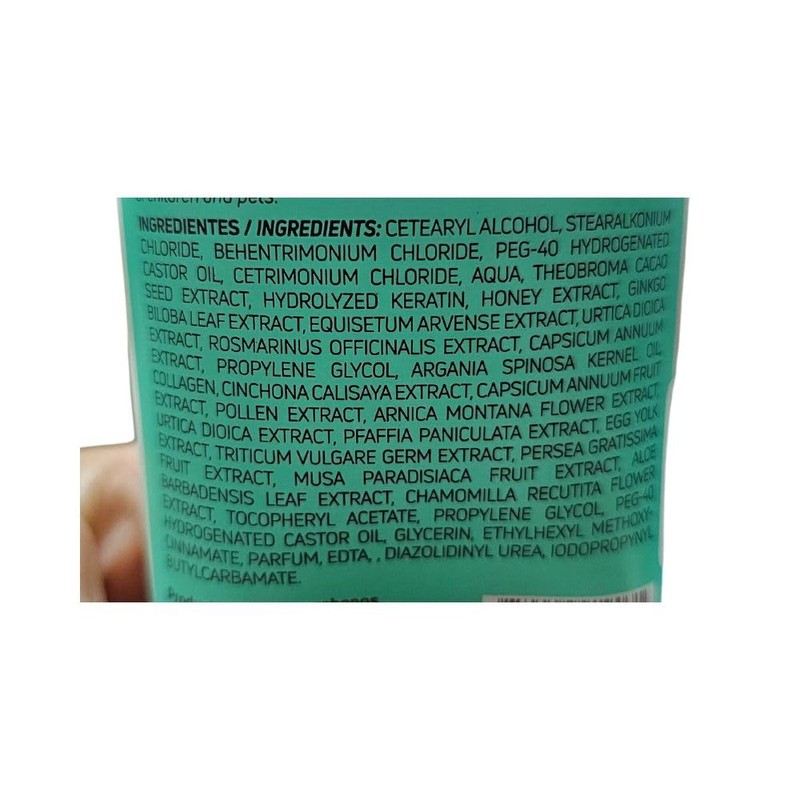 of children and pets.
INGREDIENTES / INGREDIENTS: CETEARYL ALCOHOL, STEARALKONIUM
CHLORIDE, BEHENTRIMONIUM CHLORIDE, PEG-40 HYDROGENATED
CASTOR OIL, CETRIMONIUM CHLORIDE, AQUA, THEOBROMA CACAO
SEED EXTRACT, HYDROLYZED KERATIN, HONEY EXTRACT, GINKGO
BILOBA LEAF EXTRACT, EQUISETUM ARVENSE EXTRACT, URTICA DIOICA
EXTRACT, ROSMARINUS OFFICINALIS EXTRACT, CAPSICUM ANNUUM
EXTRACT, PROPYLENE GLYCOL, ARGANIA SPINOSA KERNEL OIL,
COLLAGEN, CINCHONA CALISAYA EXTRACT, CAPSICUM ANNUUM FRUIT
EXTRACT, POLLEN EXTRACT, ARNICA MONTANA FLOWER EXTRACT,
URTICA DIOICA EXTRACT, PFAFFIA PANICULATA EXTRACT, EGG YOLK
EXTRACT, TRITICUM VULGARE GERM EXTRACT, PERSEA GRATISSIMA
FRUIT EXTRACT, MUSA PARADISIACA FRUIT EXTRACT, ALOE
BARBADENSIS LEAF EXTRACT, CHAMOMILLA RECUTITA FLOWER
EXTRACT, TOCOPHERYL ACETATE, PROPYLENE GLYCOL, PEG-40
HYDROGENATED CASTOR OIL, GLYCERIN, ETHYLHEXYL METHOXY-
CINNAMATE, PARFUM, EDTA, , DIAZOLIDINYL UREA, IODOPROPYNYL
BUTYLCARBAMATE.